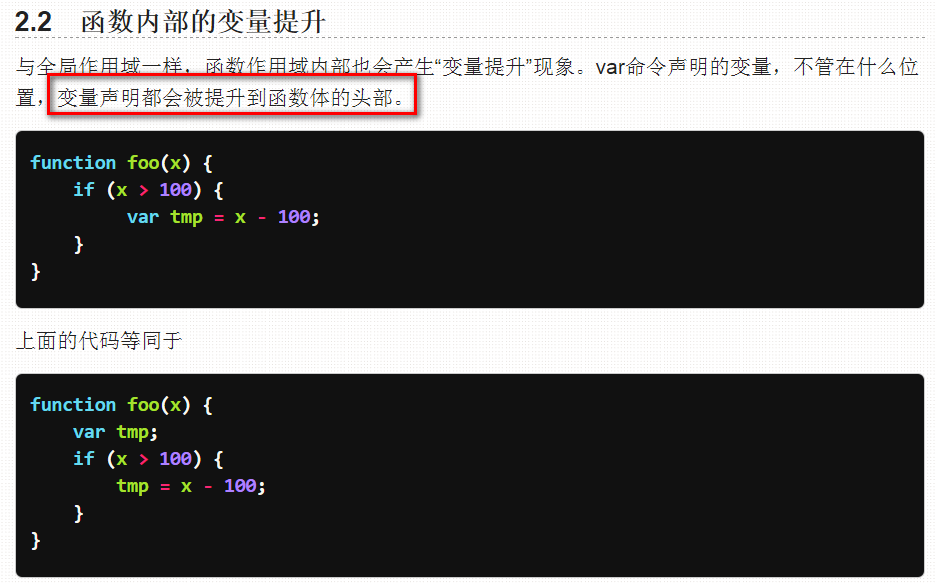 2.2 函数内部的变量提升
与全局作用域一样，函数作用域内部也会产生“变量提升”现象。var命令声明的变量，不管在什么位
置，变量声明都会被提升到函数体的头部。
function foo(x) {
    if (x > 100) {
         var tmp = x - 100;
    }
}
上面的代码等同于
function foo(x) {
    var tmp;
    if (x > 100) {
        tmp = x - 100;
    }
}